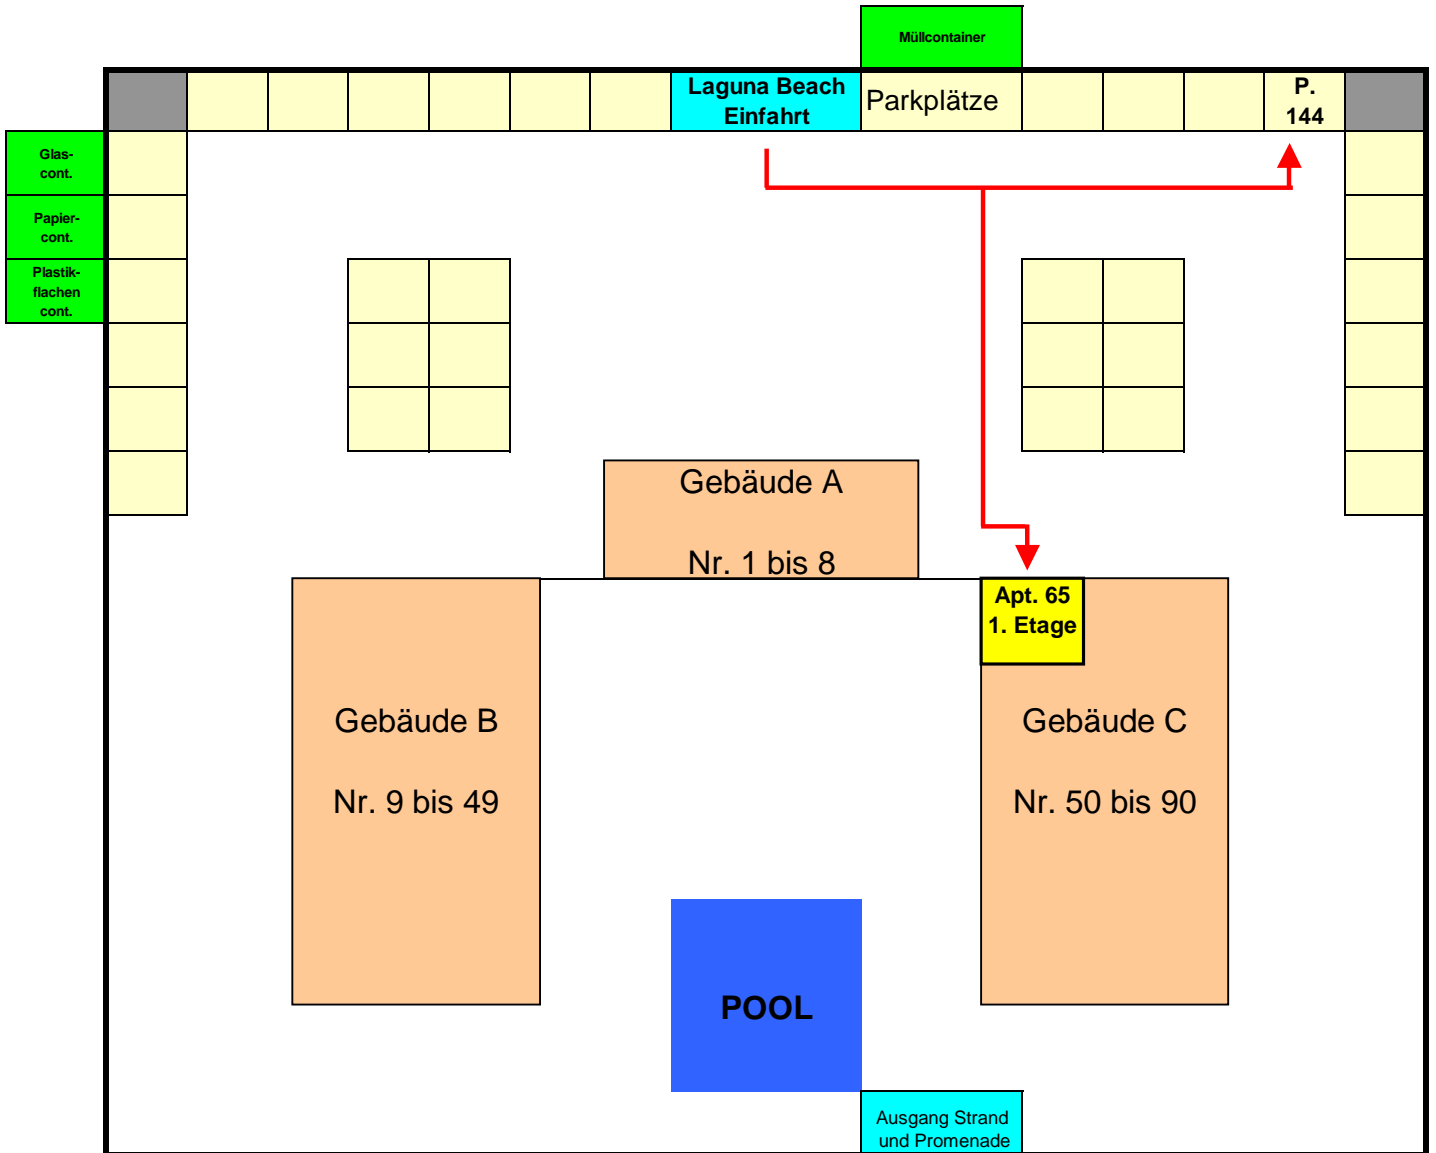 Müllcontainer
Laguna Beach
Einfahrt
Parkplätze
P.
144
Glas-
cont.
Papier-
cont.
Plastik-
flachen
cont.
Gebäude A
Nr. 1 bis 8
Apt. 65
1. Etage
Gebäude B
Nr. 9 bis 49
Gebäude C
Nr. 50 bis 90
POOL
Ausgang Strand
und Promenade